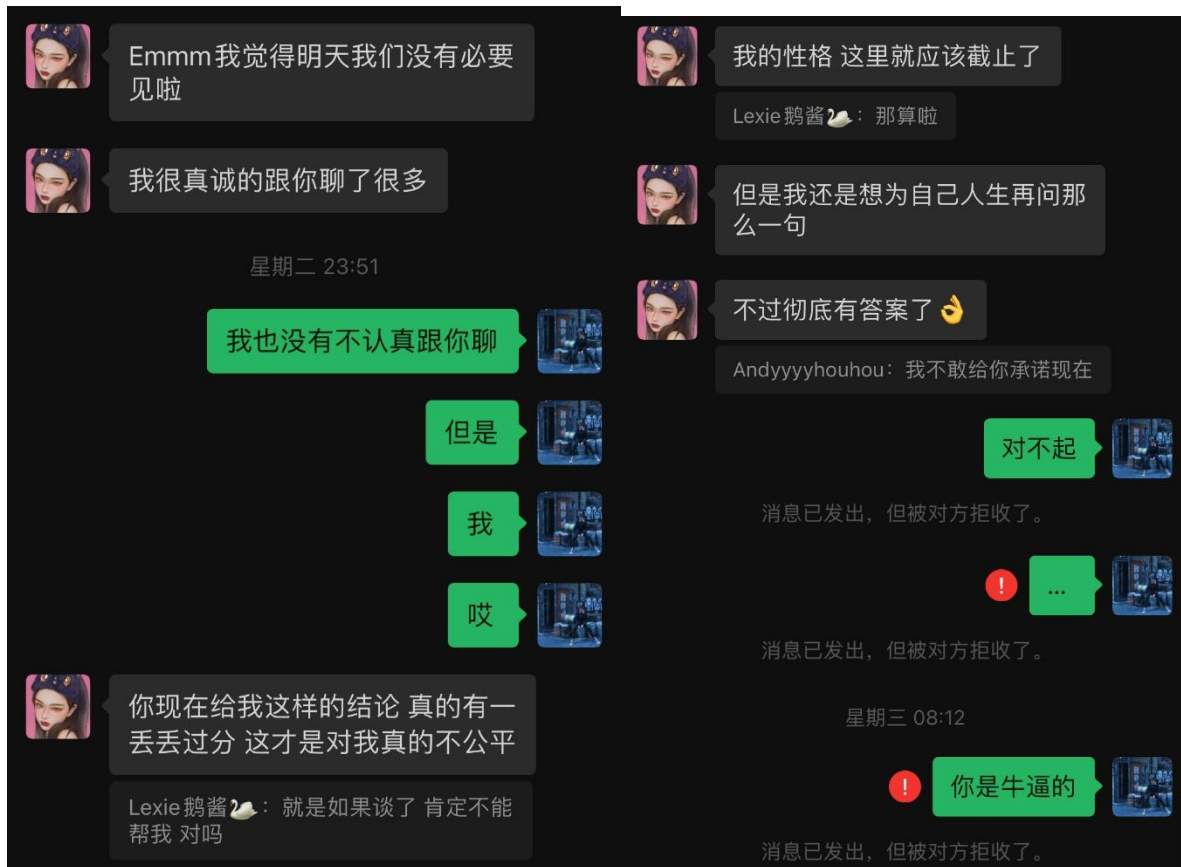 Emmm我觉得明天我们没有必要
见啦
我很真诚的跟你聊了很多
星期二 23:51
我也没有不认真跟你聊
但是
我
哎
你现在给我这样的结论 真的有一
丢丢过分 这才是对我真的不公平
Lexie鹅酱🦢：就是如果谈了 肯定不能
帮我 对吗
我的性格 这里就应该截止了
Lexie鹅酱🦢：那算啦
但是我还是想为自己人生再问那
么一句
不过彻底有答案了👌
Andyyyyhouhou：我不敢给你承诺现在
对不起
消息已发出，但被对方拒收了。
...
消息已发出，但被对方拒收了。
星期三 08:12
你是牛逼的
消息已发出，但被对方拒收了。